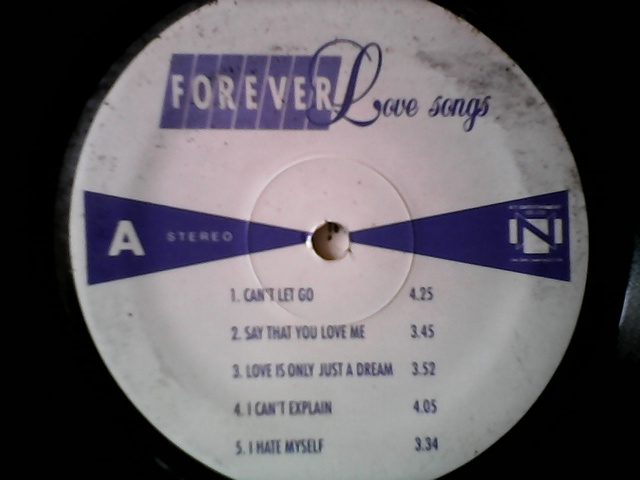 FOREVER Love songs
A STEREO
N
1. CAN'T LET GO 4.25
2. SAY THAT YOU LOVE ME 3.45
3. LOVE IS ONLY JUST A DREAM 3.52
4. I CAN'T EXPLAIN 4.05
5. I HATE MYSELF 3.34